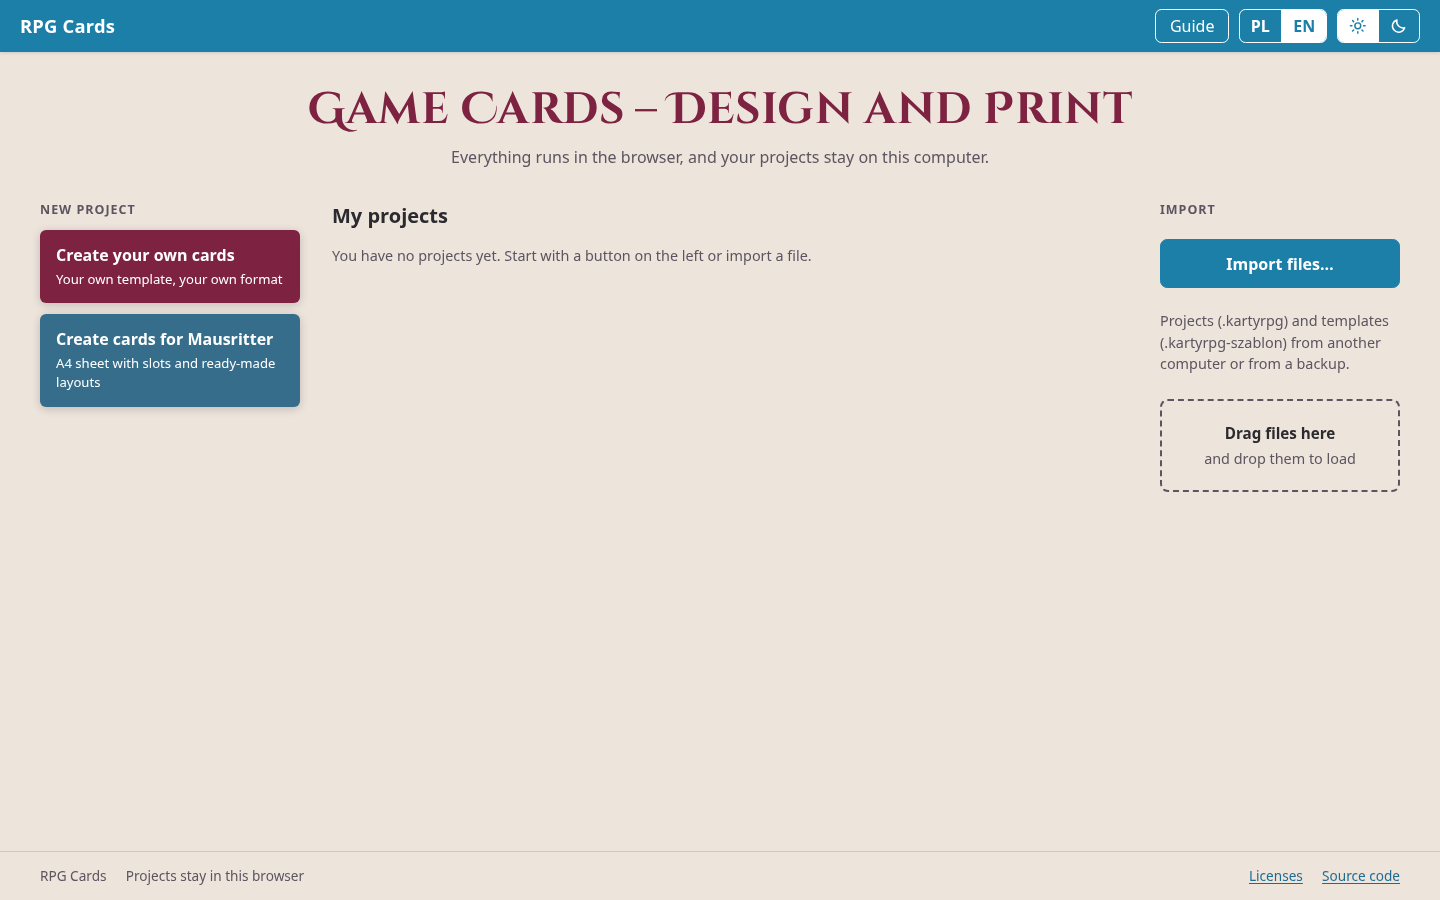 RPG Cards
Guide
PL
EN
Game Cards – Design and Print
Everything runs in the browser, and your projects stay on this computer.
NEW PROJECT
Create your own cards
Your own template, your own format
Create cards for Mausritter
A4 sheet with slots and ready-made
layouts
My projects
You have no projects yet. Start with a button on the left or import a file.
IMPORT
Import files…
Projects (.kartyrpg) and templates
(.kartyrpg-szablon) from another
computer or from a backup.
Drag files here
and drop them to load
RPG Cards
Projects stay in this browser
Licenses
Source code